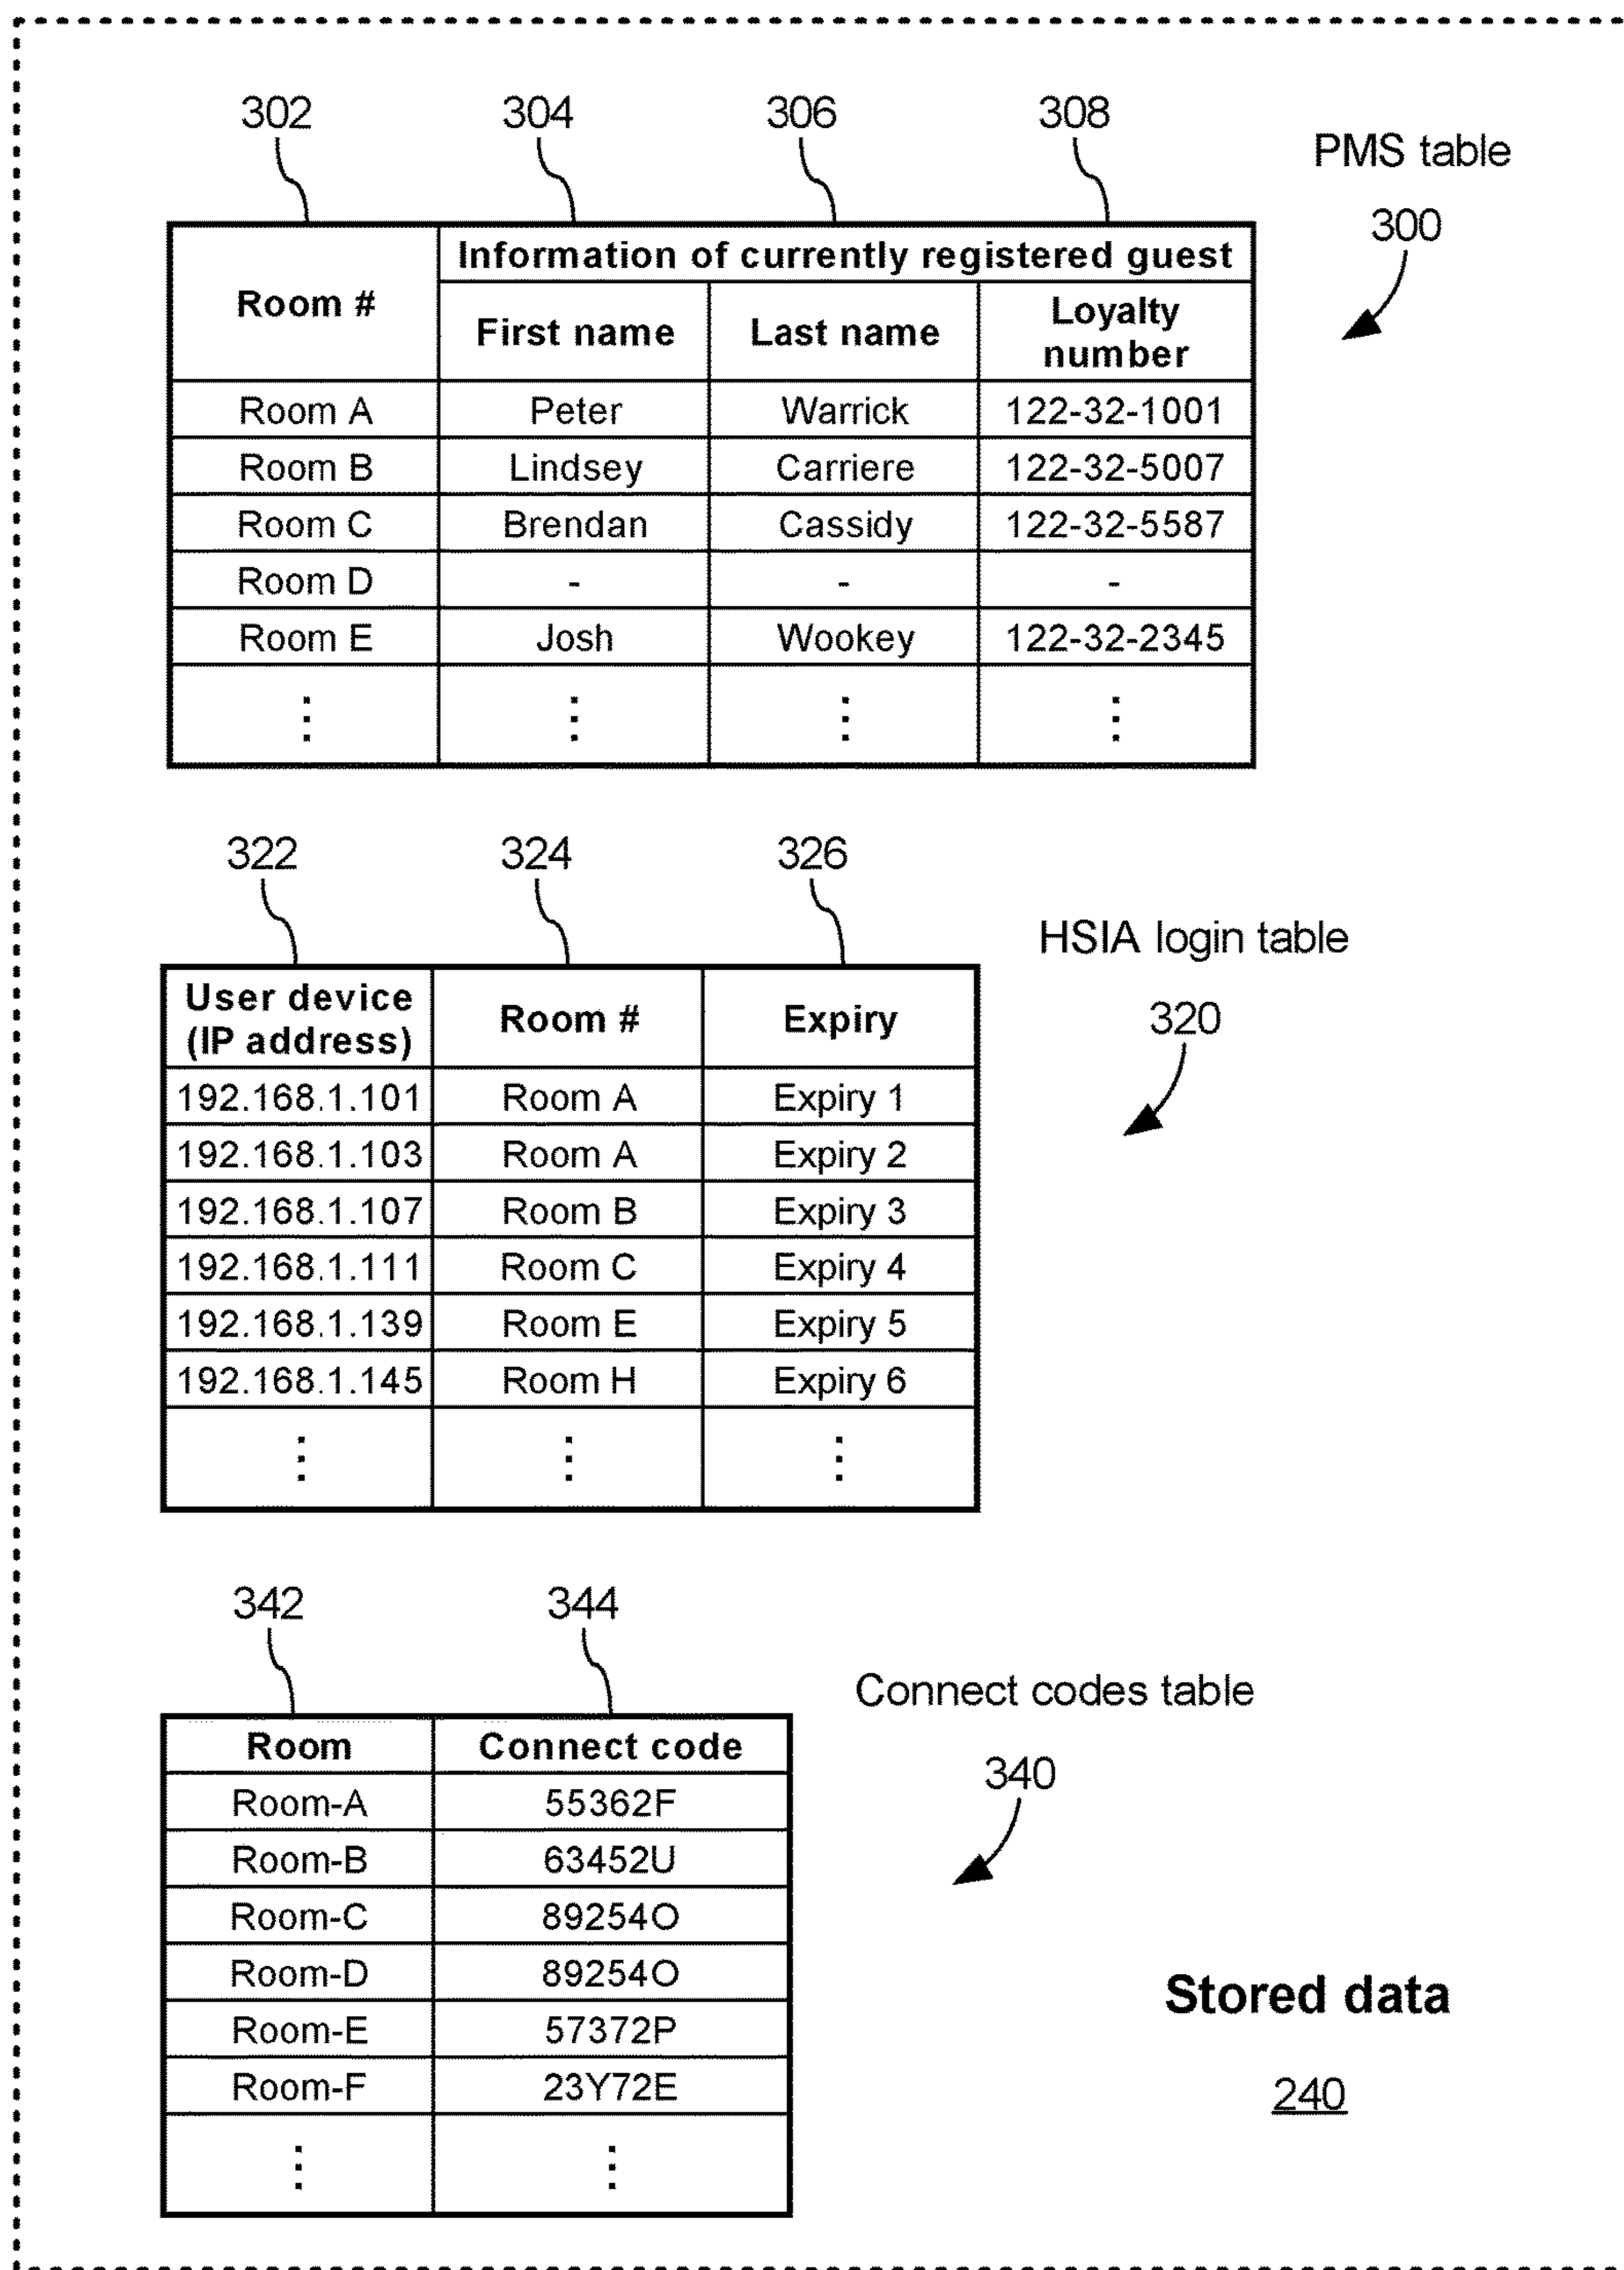 302 304 306 308
PMS table
300
Information of currently registered guest
Room #
First name Last name Loyalty number
Room A Peter Warrick 122-32-1001
Room B Lindsey Carriere 122-32-5007
Room C Brendan Cassidy 122-32-5587
Room D - - -
Room E Josh Wookey 122-32-2345
⋮ ⋮ ⋮ ⋮
322 324 326
HSIA login table
320
User device (IP address) Room # Expiry
192.168.1.101 Room A Expiry 1
192.168.1.103 Room A Expiry 2
192.168.1.107 Room B Expiry 3
192.168.1.111 Room C Expiry 4
192.168.1.139 Room E Expiry 5
192.168.1.145 Room H Expiry 6
⋮ ⋮ ⋮
342 344
Connect codes table
340
Room Connect code
Room-A 55362F
Room-B 63452U
Room-C 89254O
Room-D 89254O
Room-E 57372P
Room-F 23Y72E
⋮ ⋮
Stored data
240